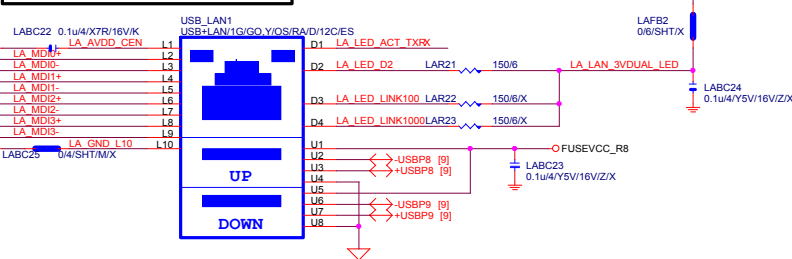 USB_LAN1
USB+LAN/1G/GO,Y/OS/RA/D/12C/ES
LABC22 0.1u/4/X7R/16V/K
LA_AVDD_CEN L1
LA_MDI0+ L2
LA_MDI0- L3
LA_MDI1+ L4
LA_MDI1- L5
LA_MDI2+ L6
LA_MDI2- L7
LA_MDI3+ L8
LA_MDI3- L9
LA_GND_L10 L10
LABC25 0/4/SHT/M/X
UP
DOWN
D1 LA_LED_ACT_TXRX
D2 LA_LED_D2 LAR21 150/6 LA_LAN_3VDUAL_LED
D3 LA_LED_LINK100 LAR22 150/6/X
D4 LA_LED_LINK1000 LAR23 150/6/X
U1 FUSEVCC_R8
U2 -USBP8 [9]
U3 +USBP8 [9]
U4
U5
U6 -USBP9 [9]
U7 +USBP9 [9]
U8
LAFB2
0/6/SHT/X
LABC24
0.1u/4/Y5V/16V/Z/X
LABC23
0.1u/4/Y5V/16V/Z/X